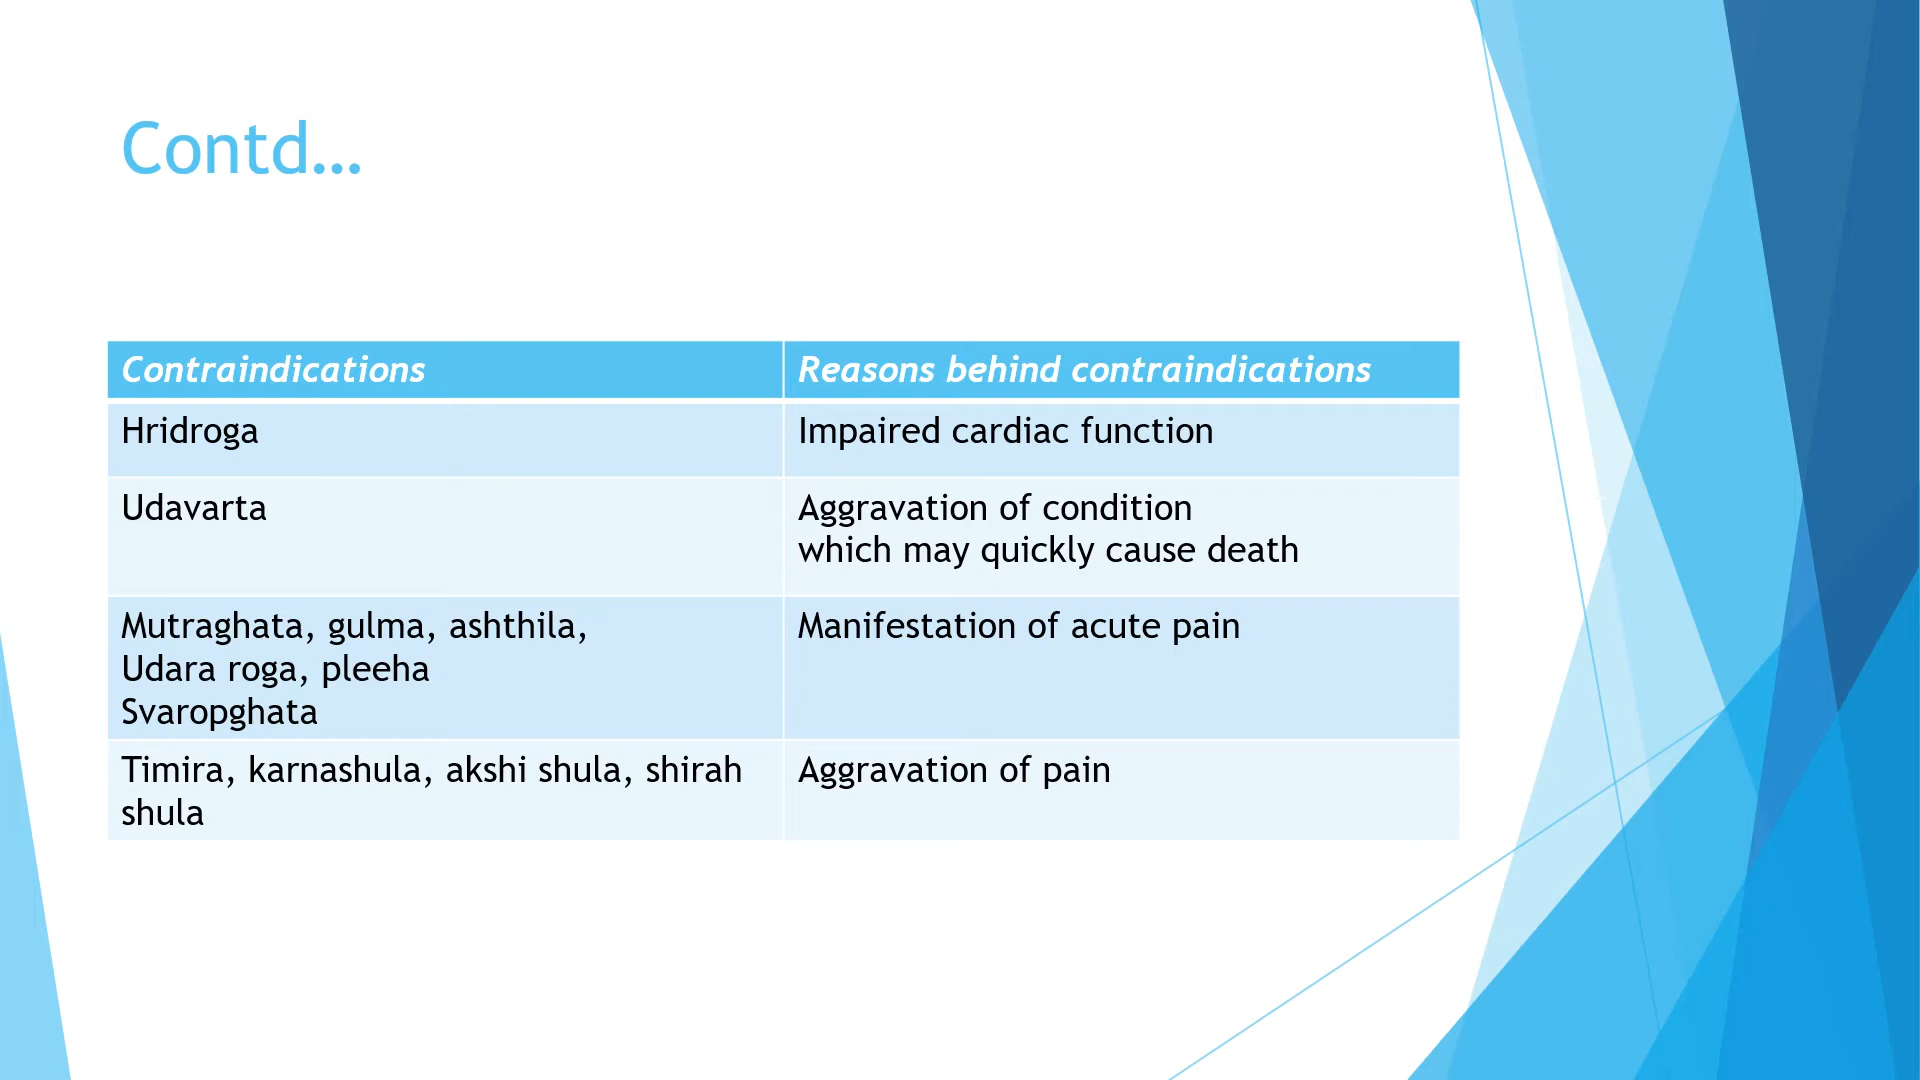 Contd…
Contraindications
Reasons behind contraindications
Hridroga
Impaired cardiac function
Udavarta
Aggravation of condition
which may quickly cause death
Mutraghata, gulma, ashthila,
Udara roga, pleeha
Svaropghata
Manifestation of acute pain
Timira, karnashula, akshi shula, shirah
shula
Aggravation of pain